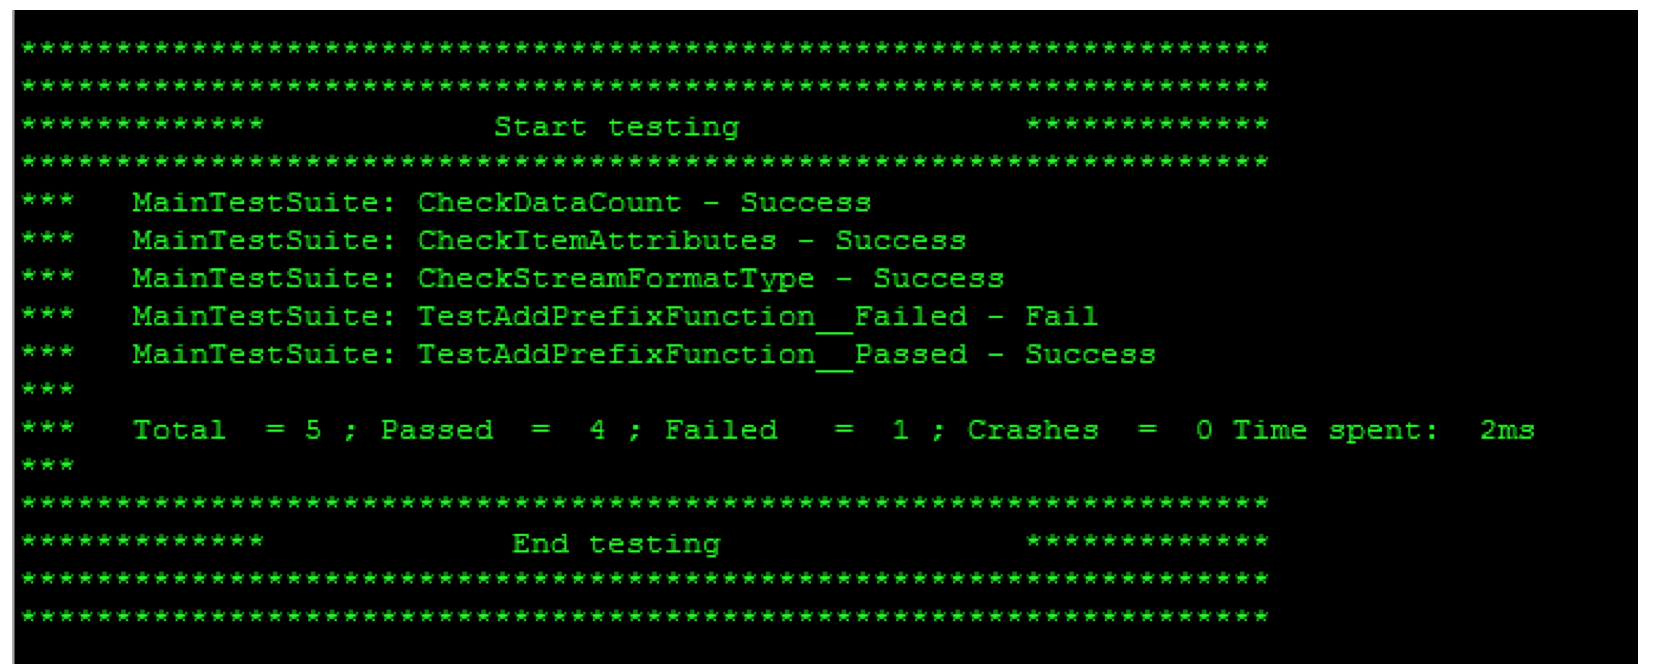 ******************************************************************
******************************************************************
*************            Start testing               *************
******************************************************************
***   MainTestSuite: CheckDataCount - Success
***   MainTestSuite: CheckItemAttributes - Success
***   MainTestSuite: CheckStreamFormatType - Success
***   MainTestSuite: TestAddPrefixFunction__Failed - Fail
***   MainTestSuite: TestAddPrefixFunction__Passed - Success
***
***   Total  = 5 ; Passed  =  4 ; Failed   =  1 ; Crashes  =  0 Time spent:  2ms
***
******************************************************************
*************             End testing                *************
******************************************************************
******************************************************************